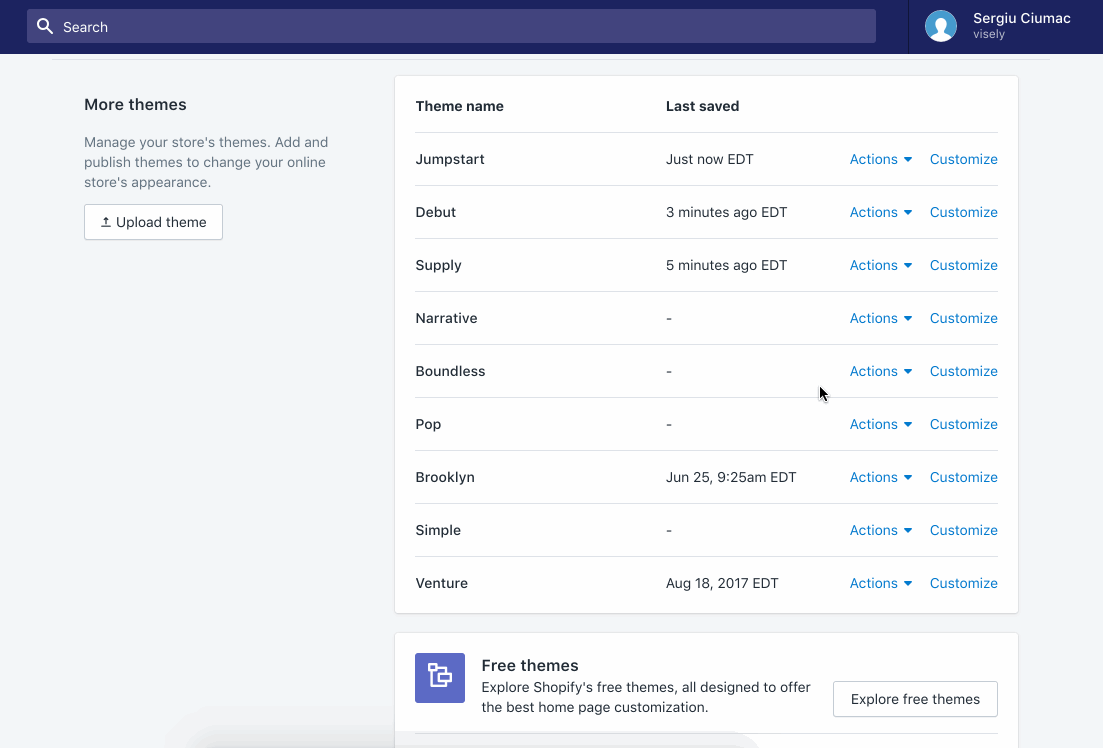 Search
Sergiu Ciumac
visely
More themes
Manage your store's themes. Add and
publish themes to change your online
store's appearance.
Upload theme
Theme name Last saved
Jumpstart Just now EDT Actions Customize
Debut 3 minutes ago EDT Actions Customize
Supply 5 minutes ago EDT Actions Customize
Narrative - Actions Customize
Boundless - Actions Customize
Pop - Actions Customize
Brooklyn Jun 25, 9:25am EDT Actions Customize
Simple - Actions Customize
Venture Aug 18, 2017 EDT Actions Customize
Free themes
Explore Shopify's free themes, all designed to offer
the best home page customization.
Explore free themes